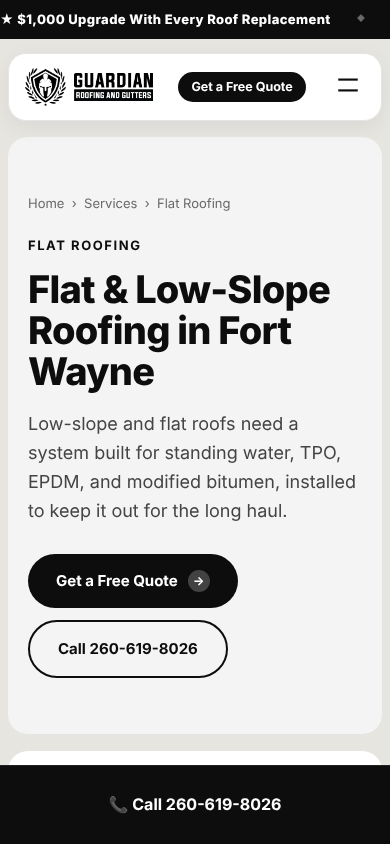 ★ $1,000 Upgrade With Every Roof Replacement
GUARDIAN
ROOFING AND GUTTERS
Get a Free Quote
Home › Services › Flat Roofing
FLAT ROOFING
Flat & Low-Slope
Roofing in Fort
Wayne
Low-slope and flat roofs need a
system built for standing water, TPO,
EPDM, and modified bitumen, installed
to keep it out for the long haul.
Get a Free Quote →
Call 260-619-8026
📞 Call 260-619-8026